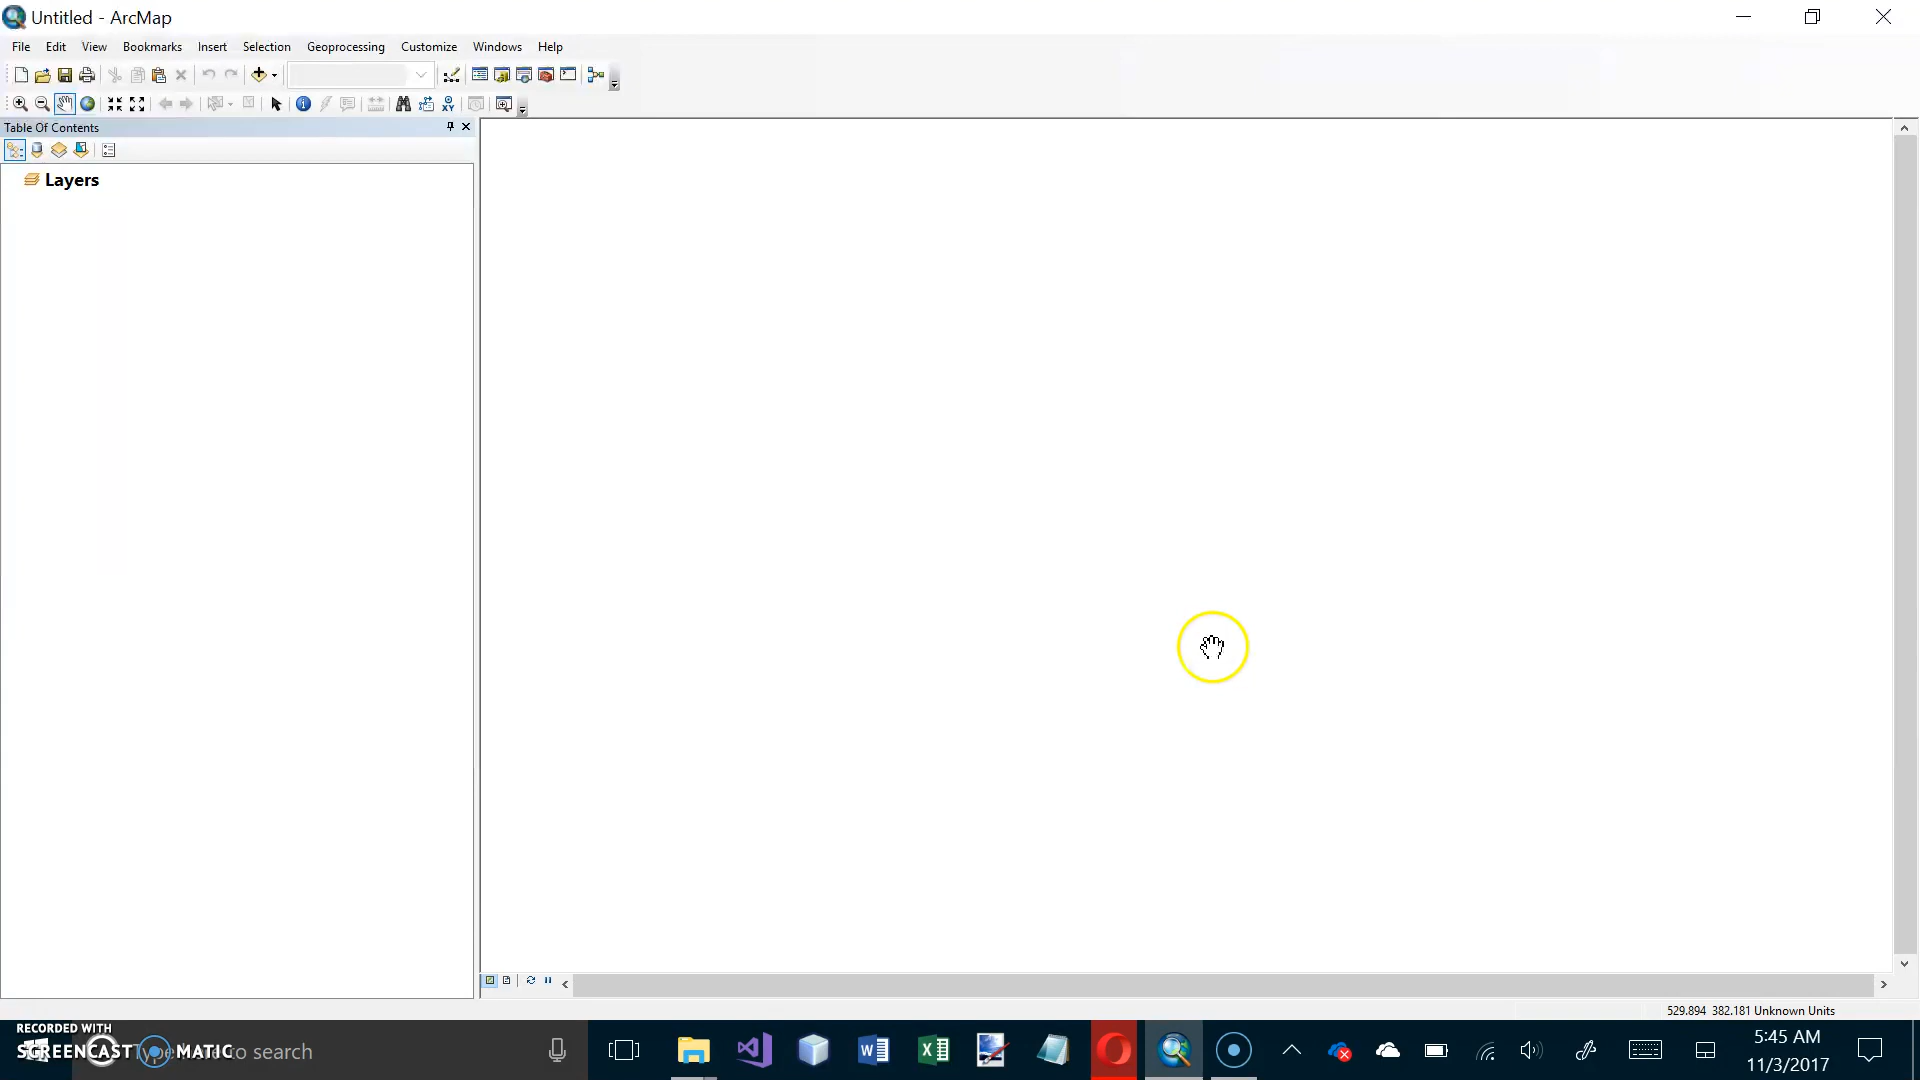 Untitled - ArcMap
File Edit View Bookmarks Insert Selection Geoprocessing Customize Windows Help
Table Of Contents
Layers
529.894 382.181 Unknown Units
RECORDED WITH
SCREENCAST MATIC
to search
5:45 AM
11/3/2017